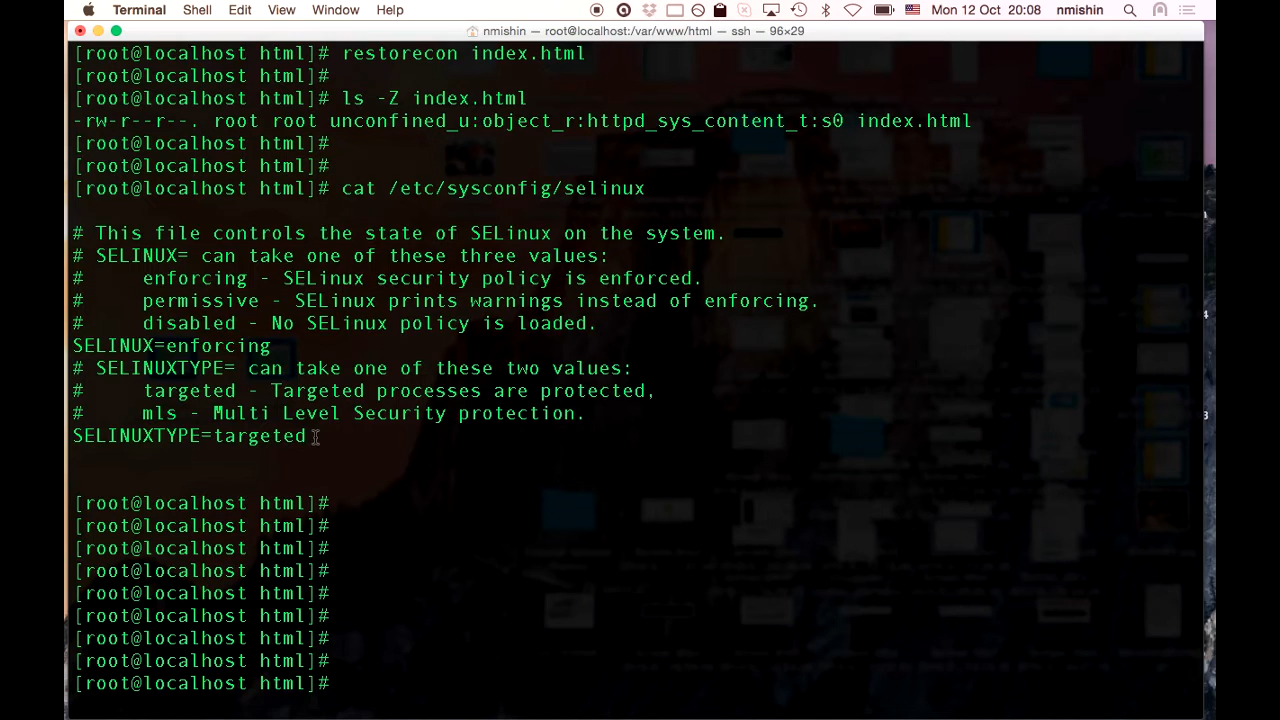 Terminal Shell Edit View Window Help Mon 12 Oct 20:08 nmishin
nmishin — root@localhost:/var/www/html — ssh — 96×29
[root@localhost html]# restorecon index.html
[root@localhost html]#
[root@localhost html]# ls -Z index.html
-rw-r--r--. root root unconfined_u:object_r:httpd_sys_content_t:s0 index.html
[root@localhost html]#
[root@localhost html]#
[root@localhost html]# cat /etc/sysconfig/selinux
# This file controls the state of SELinux on the system.
# SELINUX= can take one of these three values:
#     enforcing - SELinux security policy is enforced.
#     permissive - SELinux prints warnings instead of enforcing.
#     disabled - No SELinux policy is loaded.
SELINUX=enforcing
# SELINUXTYPE= can take one of these two values:
#     targeted - Targeted processes are protected,
#     mls - Multi Level Security protection.
SELINUXTYPE=targeted
[root@localhost html]#
[root@localhost html]#
[root@localhost html]#
[root@localhost html]#
[root@localhost html]#
[root@localhost html]#
[root@localhost html]#
[root@localhost html]#
[root@localhost html]#